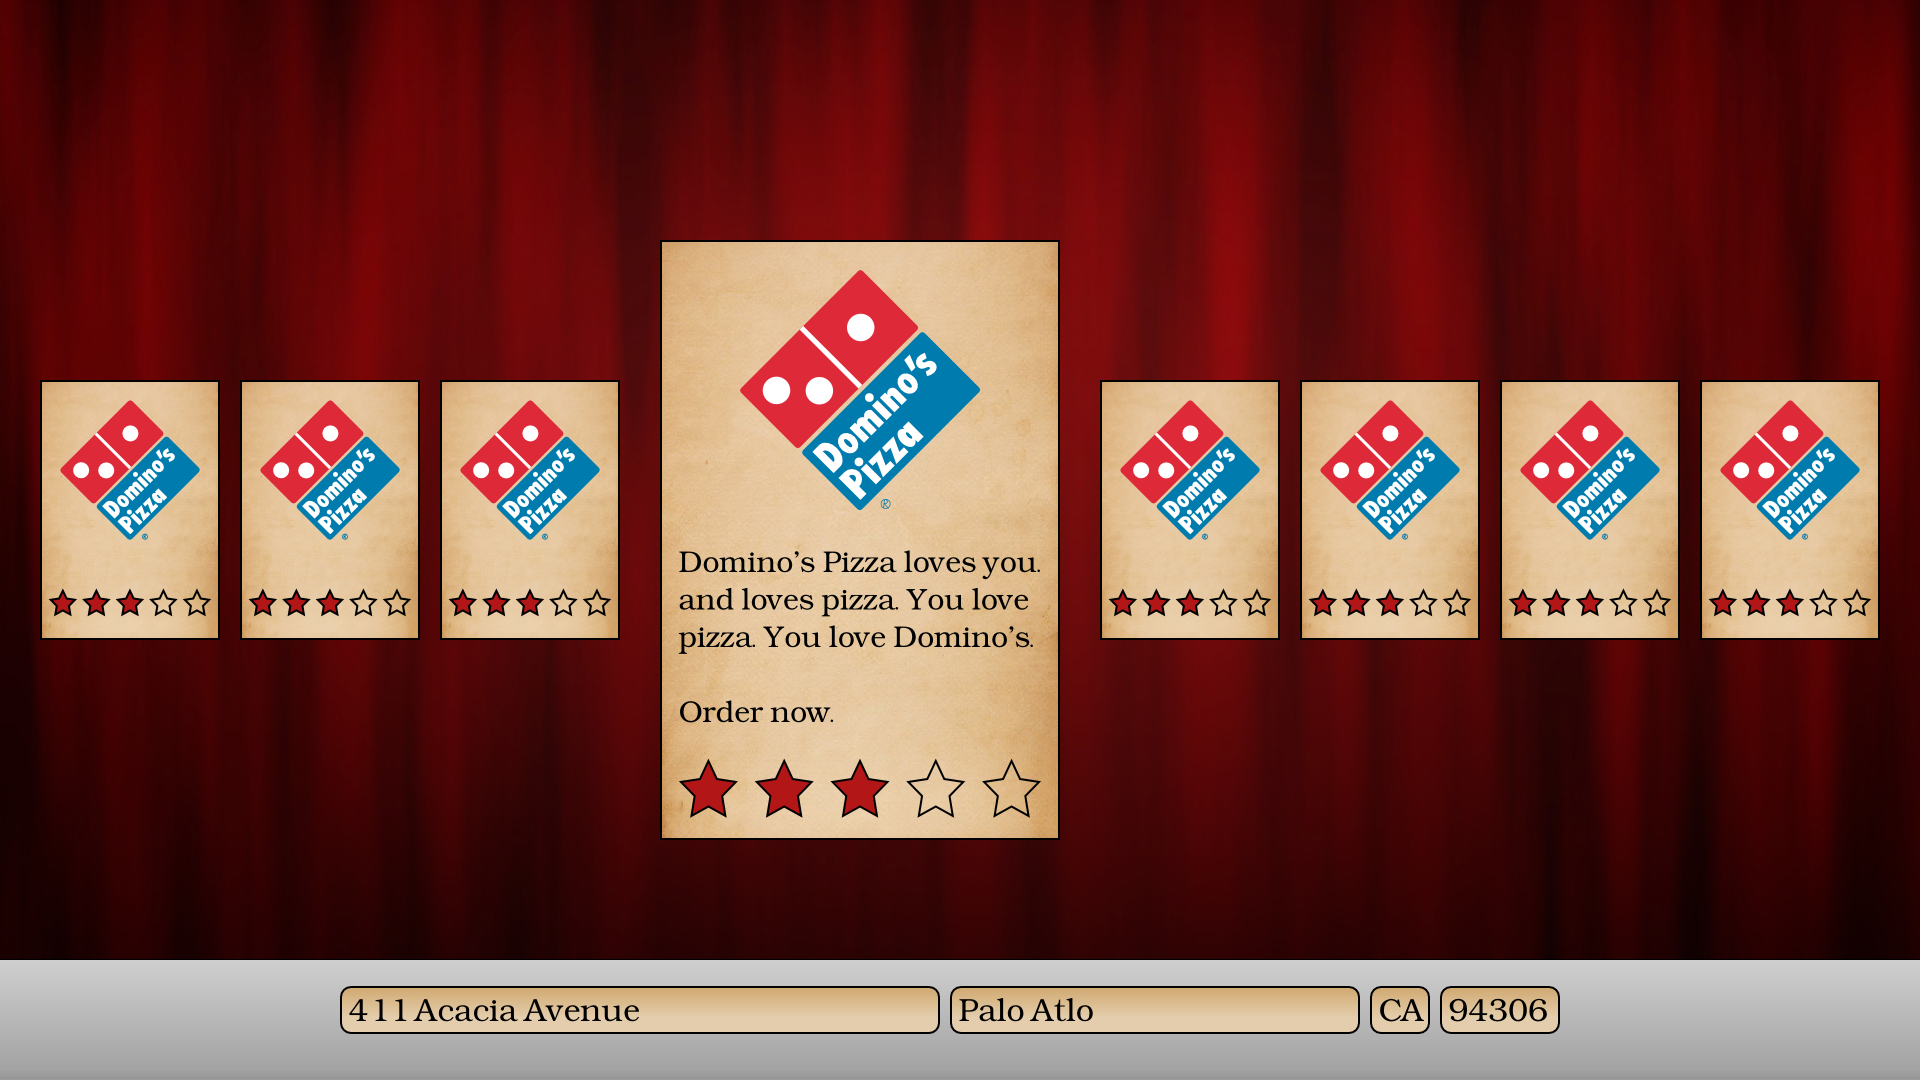 Domino's
Pizza
®
Domino's
Pizza
®
Domino's
Pizza
®
Domino's
Pizza
®
Domino’s Pizza loves you.
and loves pizza. You love
pizza. You love Domino’s.
Order now.
Domino's
Pizza
®
Domino's
Pizza
®
Domino's
Pizza
®
Domino's
Pizza
®
411 Acacia Avenue Palo Atlo CA 94306